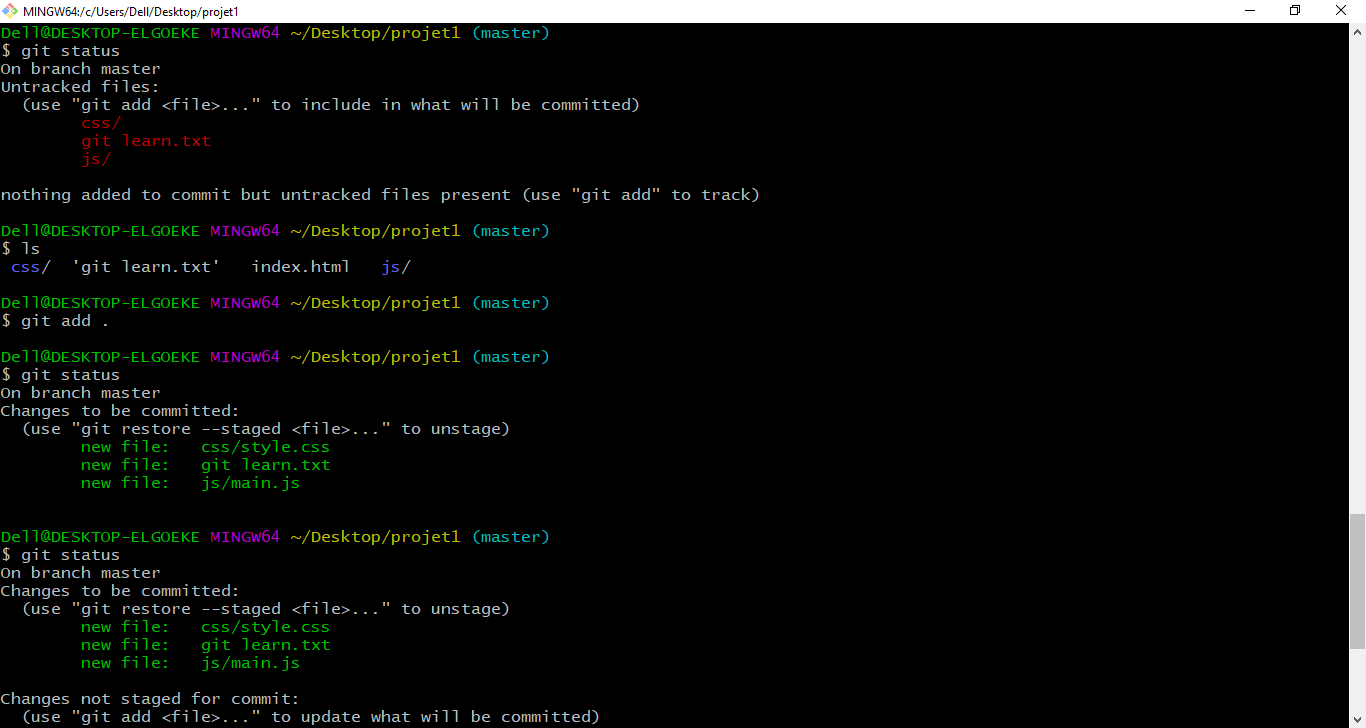 MINGW64:/c/Users/Dell/Desktop/projet1
Dell@DESKTOP-ELGOEKE MINGW64 ~/Desktop/projet1 (master)
$ git status
On branch master
Untracked files:
  (use "git add <file>..." to include in what will be committed)
        css/
        git learn.txt
        js/

nothing added to commit but untracked files present (use "git add" to track)

Dell@DESKTOP-ELGOEKE MINGW64 ~/Desktop/projet1 (master)
$ ls
 css/  'git learn.txt'   index.html   js/

Dell@DESKTOP-ELGOEKE MINGW64 ~/Desktop/projet1 (master)
$ git add .

Dell@DESKTOP-ELGOEKE MINGW64 ~/Desktop/projet1 (master)
$ git status
On branch master
Changes to be committed:
  (use "git restore --staged <file>..." to unstage)
        new file:   css/style.css
        new file:   git learn.txt
        new file:   js/main.js


Dell@DESKTOP-ELGOEKE MINGW64 ~/Desktop/projet1 (master)
$ git status
On branch master
Changes to be committed:
  (use "git restore --staged <file>..." to unstage)
        new file:   css/style.css
        new file:   git learn.txt
        new file:   js/main.js

Changes not staged for commit:
  (use "git add <file>..." to update what will be committed)